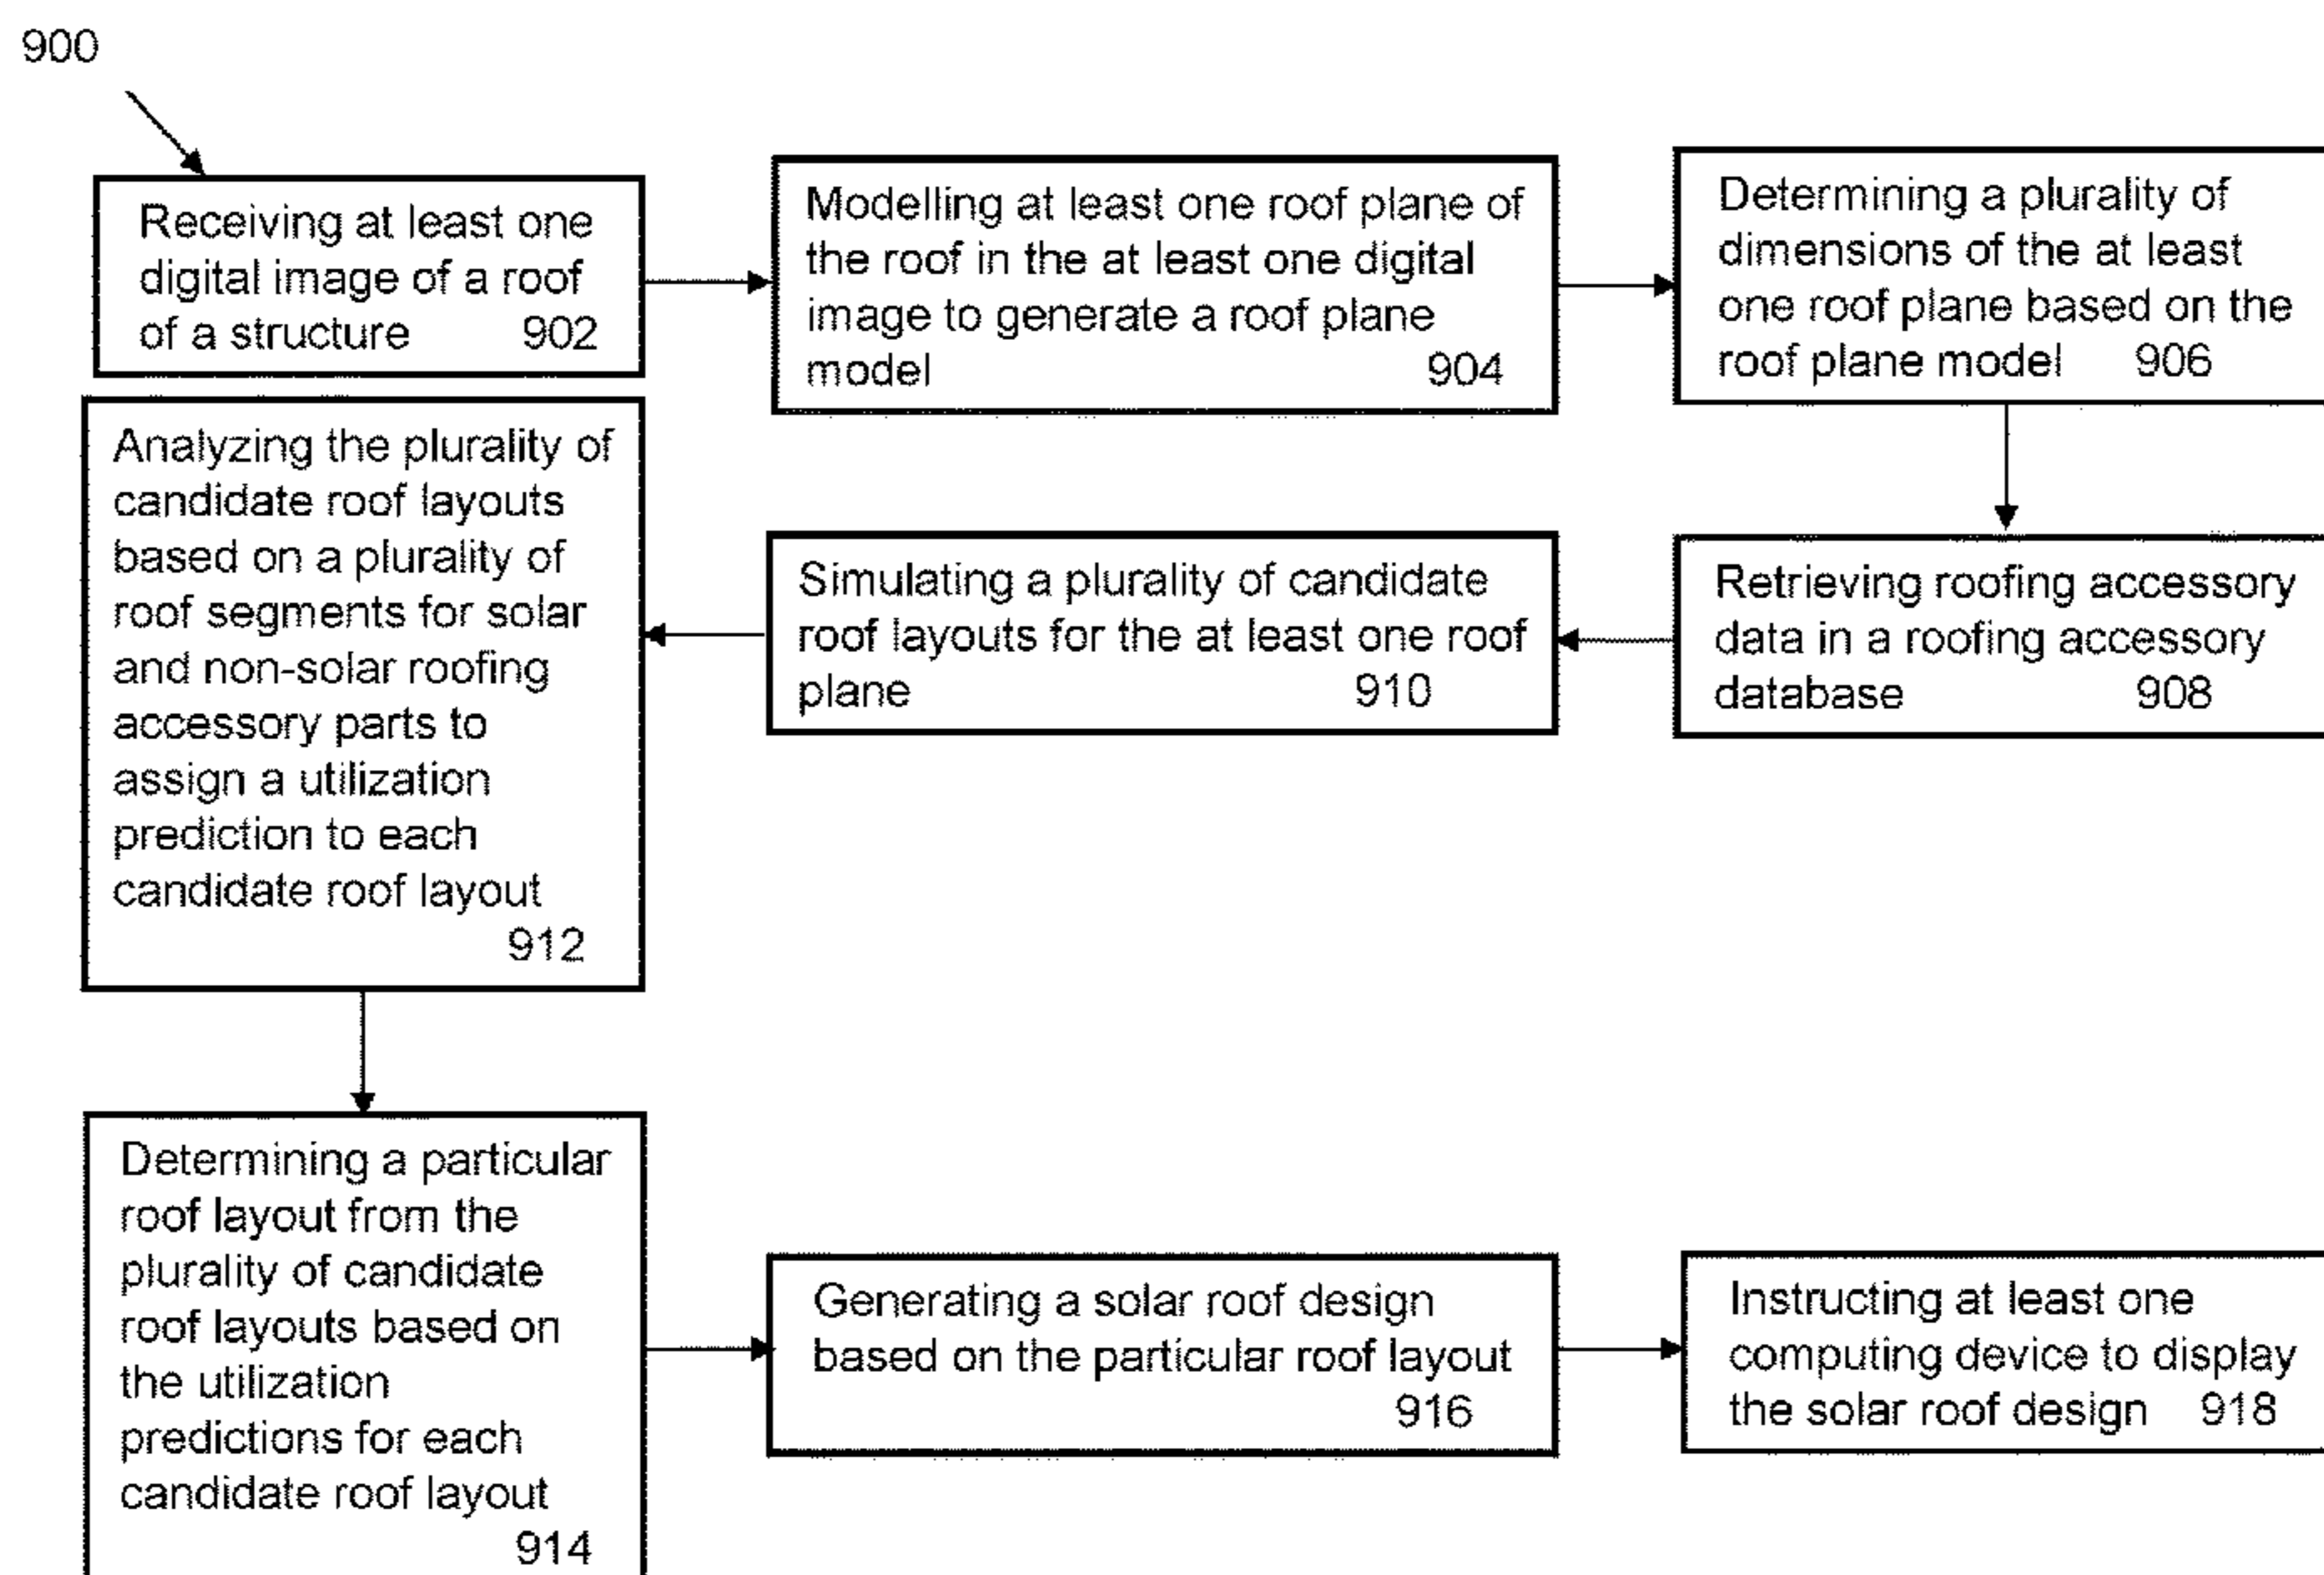 900
Receiving at least one
digital image of a roof
of a structure 902
Modelling at least one roof plane of
the roof in the at least one digital
image to generate a roof plane
model 904
Determining a plurality of
dimensions of the at least
one roof plane based on the
roof plane model 906
Retrieving roofing accessory
data in a roofing accessory
database 908
Simulating a plurality of candidate
roof layouts for the at least one roof
plane 910
Analyzing the plurality of
candidate roof layouts
based on a plurality of
roof segments for solar
and non-solar roofing
accessory parts to
assign a utilization
prediction to each
candidate roof layout
912
Determining a particular
roof layout from the
plurality of candidate
roof layouts based on
the utilization
predictions for each
candidate roof layout
914
Generating a solar roof design
based on the particular roof layout
916
Instructing at least one
computing device to display
the solar roof design 918